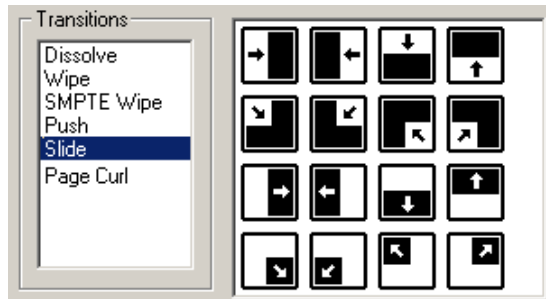 Transitions
Dissolve
Wipe
SMPTE Wipe
Push
Slide
Page Curl